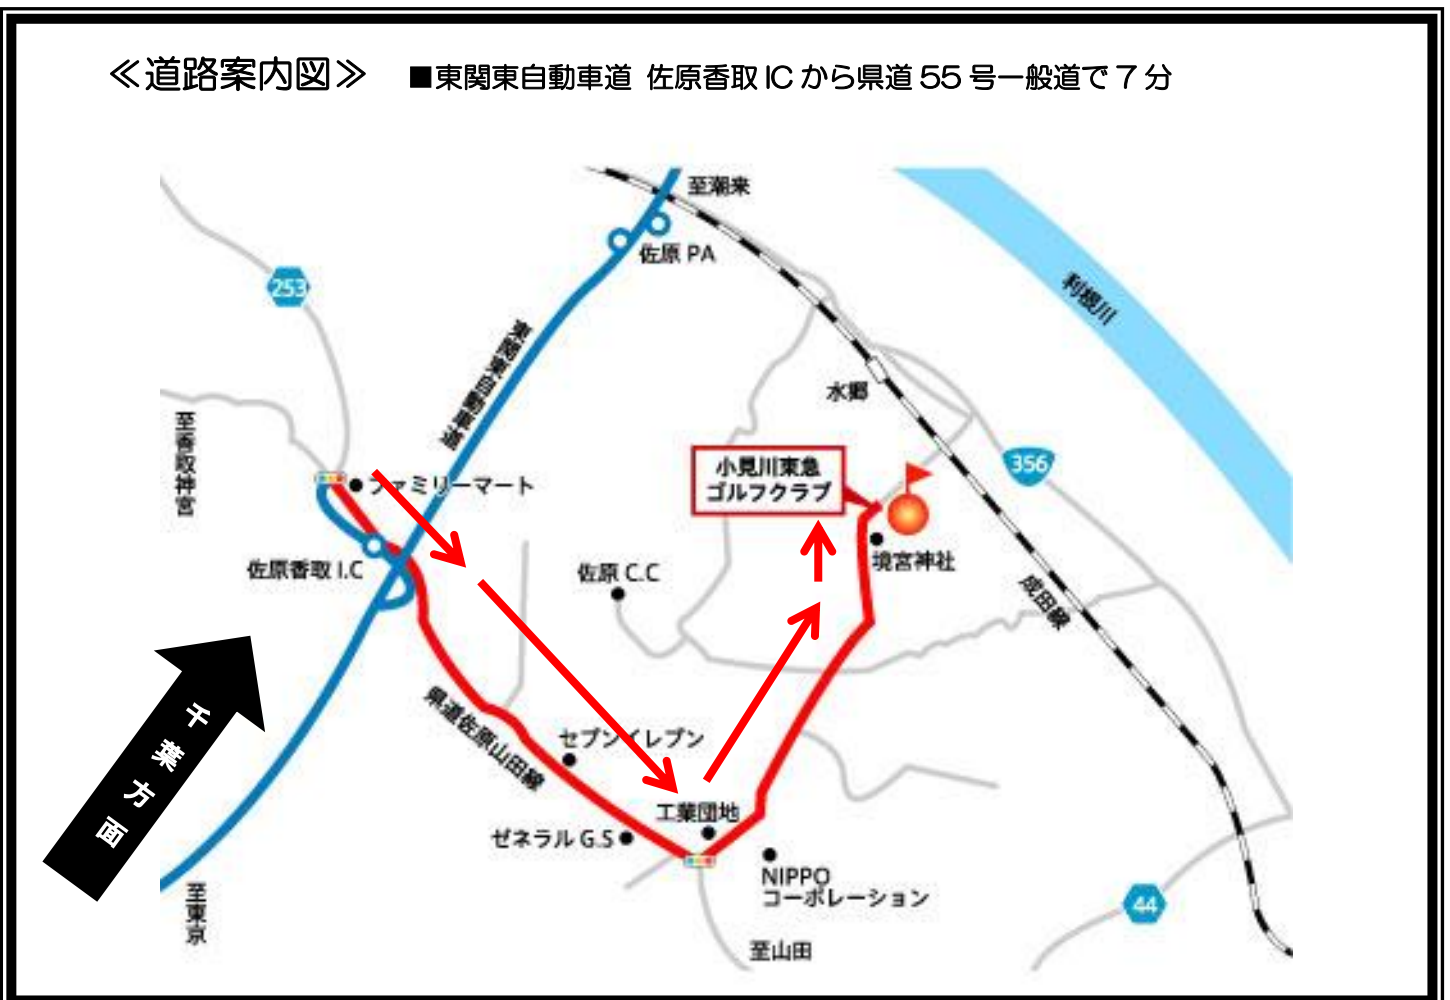 ≪道路案内図≫ ■東関東自動車道 佐原香取ICから県道55号一般道で7分
至潮来
佐原 PA
253
利根川
東関東自動車道
水郷
至香取神宮
356
小見川東急
ゴルフクラブ
ファミリーマート
境宮神社
佐原香取 I.C
佐原 C.C
成田線
千葉方面
県道佐原山田線
セブンイレブン
工業団地
ゼネラル G.S
NIPPO
コーポレーション
44
至東京
至山田